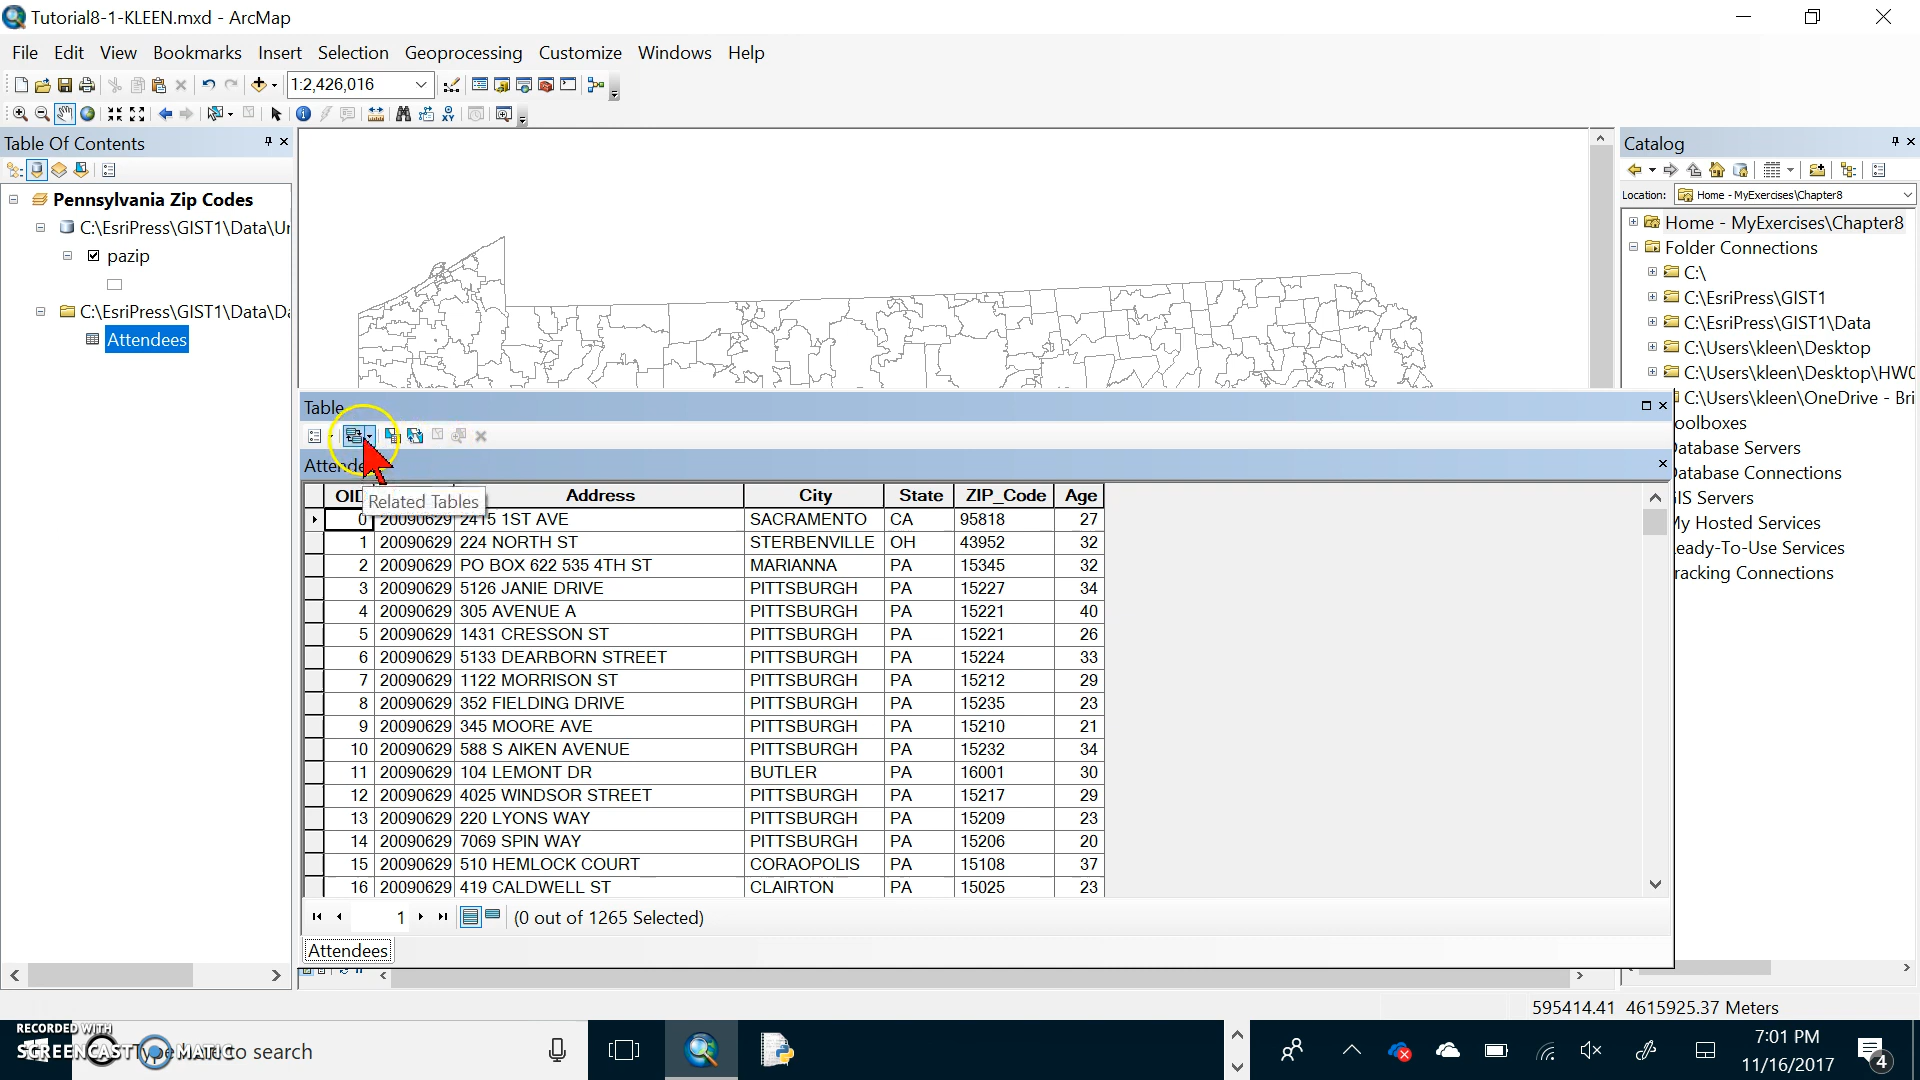 Tutorial8-1-KLEEN.mxd - ArcMap
File Edit View Bookmarks Insert Selection Geoprocessing Customize Windows Help
1:2,426,016
Table Of Contents
Pennsylvania Zip Codes
C:\EsriPress\GIST1\Data\Ur
pazip
C:\EsriPress\GIST1\Data\Da
Attendees
Catalog
Location: Home - MyExercises\Chapter8
Home - MyExercises\Chapter8
Folder Connections
C:\
C:\EsriPress\GIST1
C:\EsriPress\GIST1\Data
C:\Users\kleen\Desktop
C:\Users\kleen\Desktop\HW0
C:\Users\kleen\OneDrive - Bri
oolboxes
atabase Servers
atabase Connections
IS Servers
y Hosted Services
eady-To-Use Services
racking Connections
Table
Attende
Related Tables
OID Address City State ZIP_Code Age
0 20090629 2415 1ST AVE SACRAMENTO CA 95818 27
1 20090629 224 NORTH ST STERBENVILLE OH 43952 32
2 20090629 PO BOX 622 535 4TH ST MARIANNA PA 15345 32
3 20090629 5126 JANIE DRIVE PITTSBURGH PA 15227 34
4 20090629 305 AVENUE A PITTSBURGH PA 15221 40
5 20090629 1431 CRESSON ST PITTSBURGH PA 15221 26
6 20090629 5133 DEARBORN STREET PITTSBURGH PA 15224 33
7 20090629 1122 MORRISON ST PITTSBURGH PA 15212 29
8 20090629 352 FIELDING DRIVE PITTSBURGH PA 15235 23
9 20090629 345 MOORE AVE PITTSBURGH PA 15210 21
10 20090629 588 S AIKEN AVENUE PITTSBURGH PA 15232 34
11 20090629 104 LEMONT DR BUTLER PA 16001 30
12 20090629 4025 WINDSOR STREET PITTSBURGH PA 15217 29
13 20090629 220 LYONS WAY PITTSBURGH PA 15209 23
14 20090629 7069 SPIN WAY PITTSBURGH PA 15206 20
15 20090629 510 HEMLOCK COURT CORAOPOLIS PA 15108 37
16 20090629 419 CALDWELL ST CLAIRTON PA 15025 23
1 (0 out of 1265 Selected)
Attendees
595414.41 4615925.37 Meters
RECORDED WITH
SCREENCAST MATIC
to search
7:01 PM
11/16/2017
4